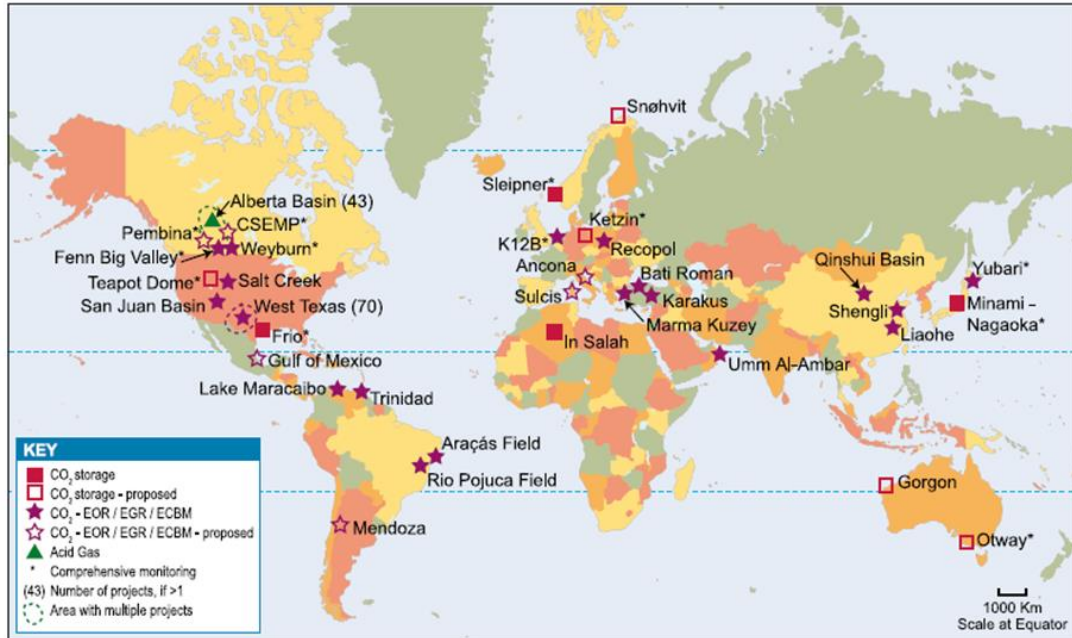 Snøhvit
Sleipner*
Alberta Basin (43)
CSEMP*
Pembina*
Weyburn*
Fenn Big Valley*
Teapot Dome*
Salt Creek
San Juan Basin
West Texas (70)
Frio*
Gulf of Mexico
Lake Maracaibo
Trinidad
Araçás Field
Rio Pojuca Field
Mendoza
Ketzin*
K12B*
Recopol
Ancona
Sulcis
Bati Roman
Karakus
Marma Kuzey
In Salah
Umm Al-Ambar
Qinshui Basin
Yubari*
Shengli
Minami –
Nagaoka*
Liaohe
Gorgon
Otway*
KEY
CO₂ storage
CO₂ storage - proposed
CO₂ - EOR / EGR / ECBM
CO₂ - EOR / EGR / ECBM - proposed
Acid Gas
* Comprehensive monitoring
(43) Number of projects, if >1
Area with multiple projects
1000 Km
Scale at Equator